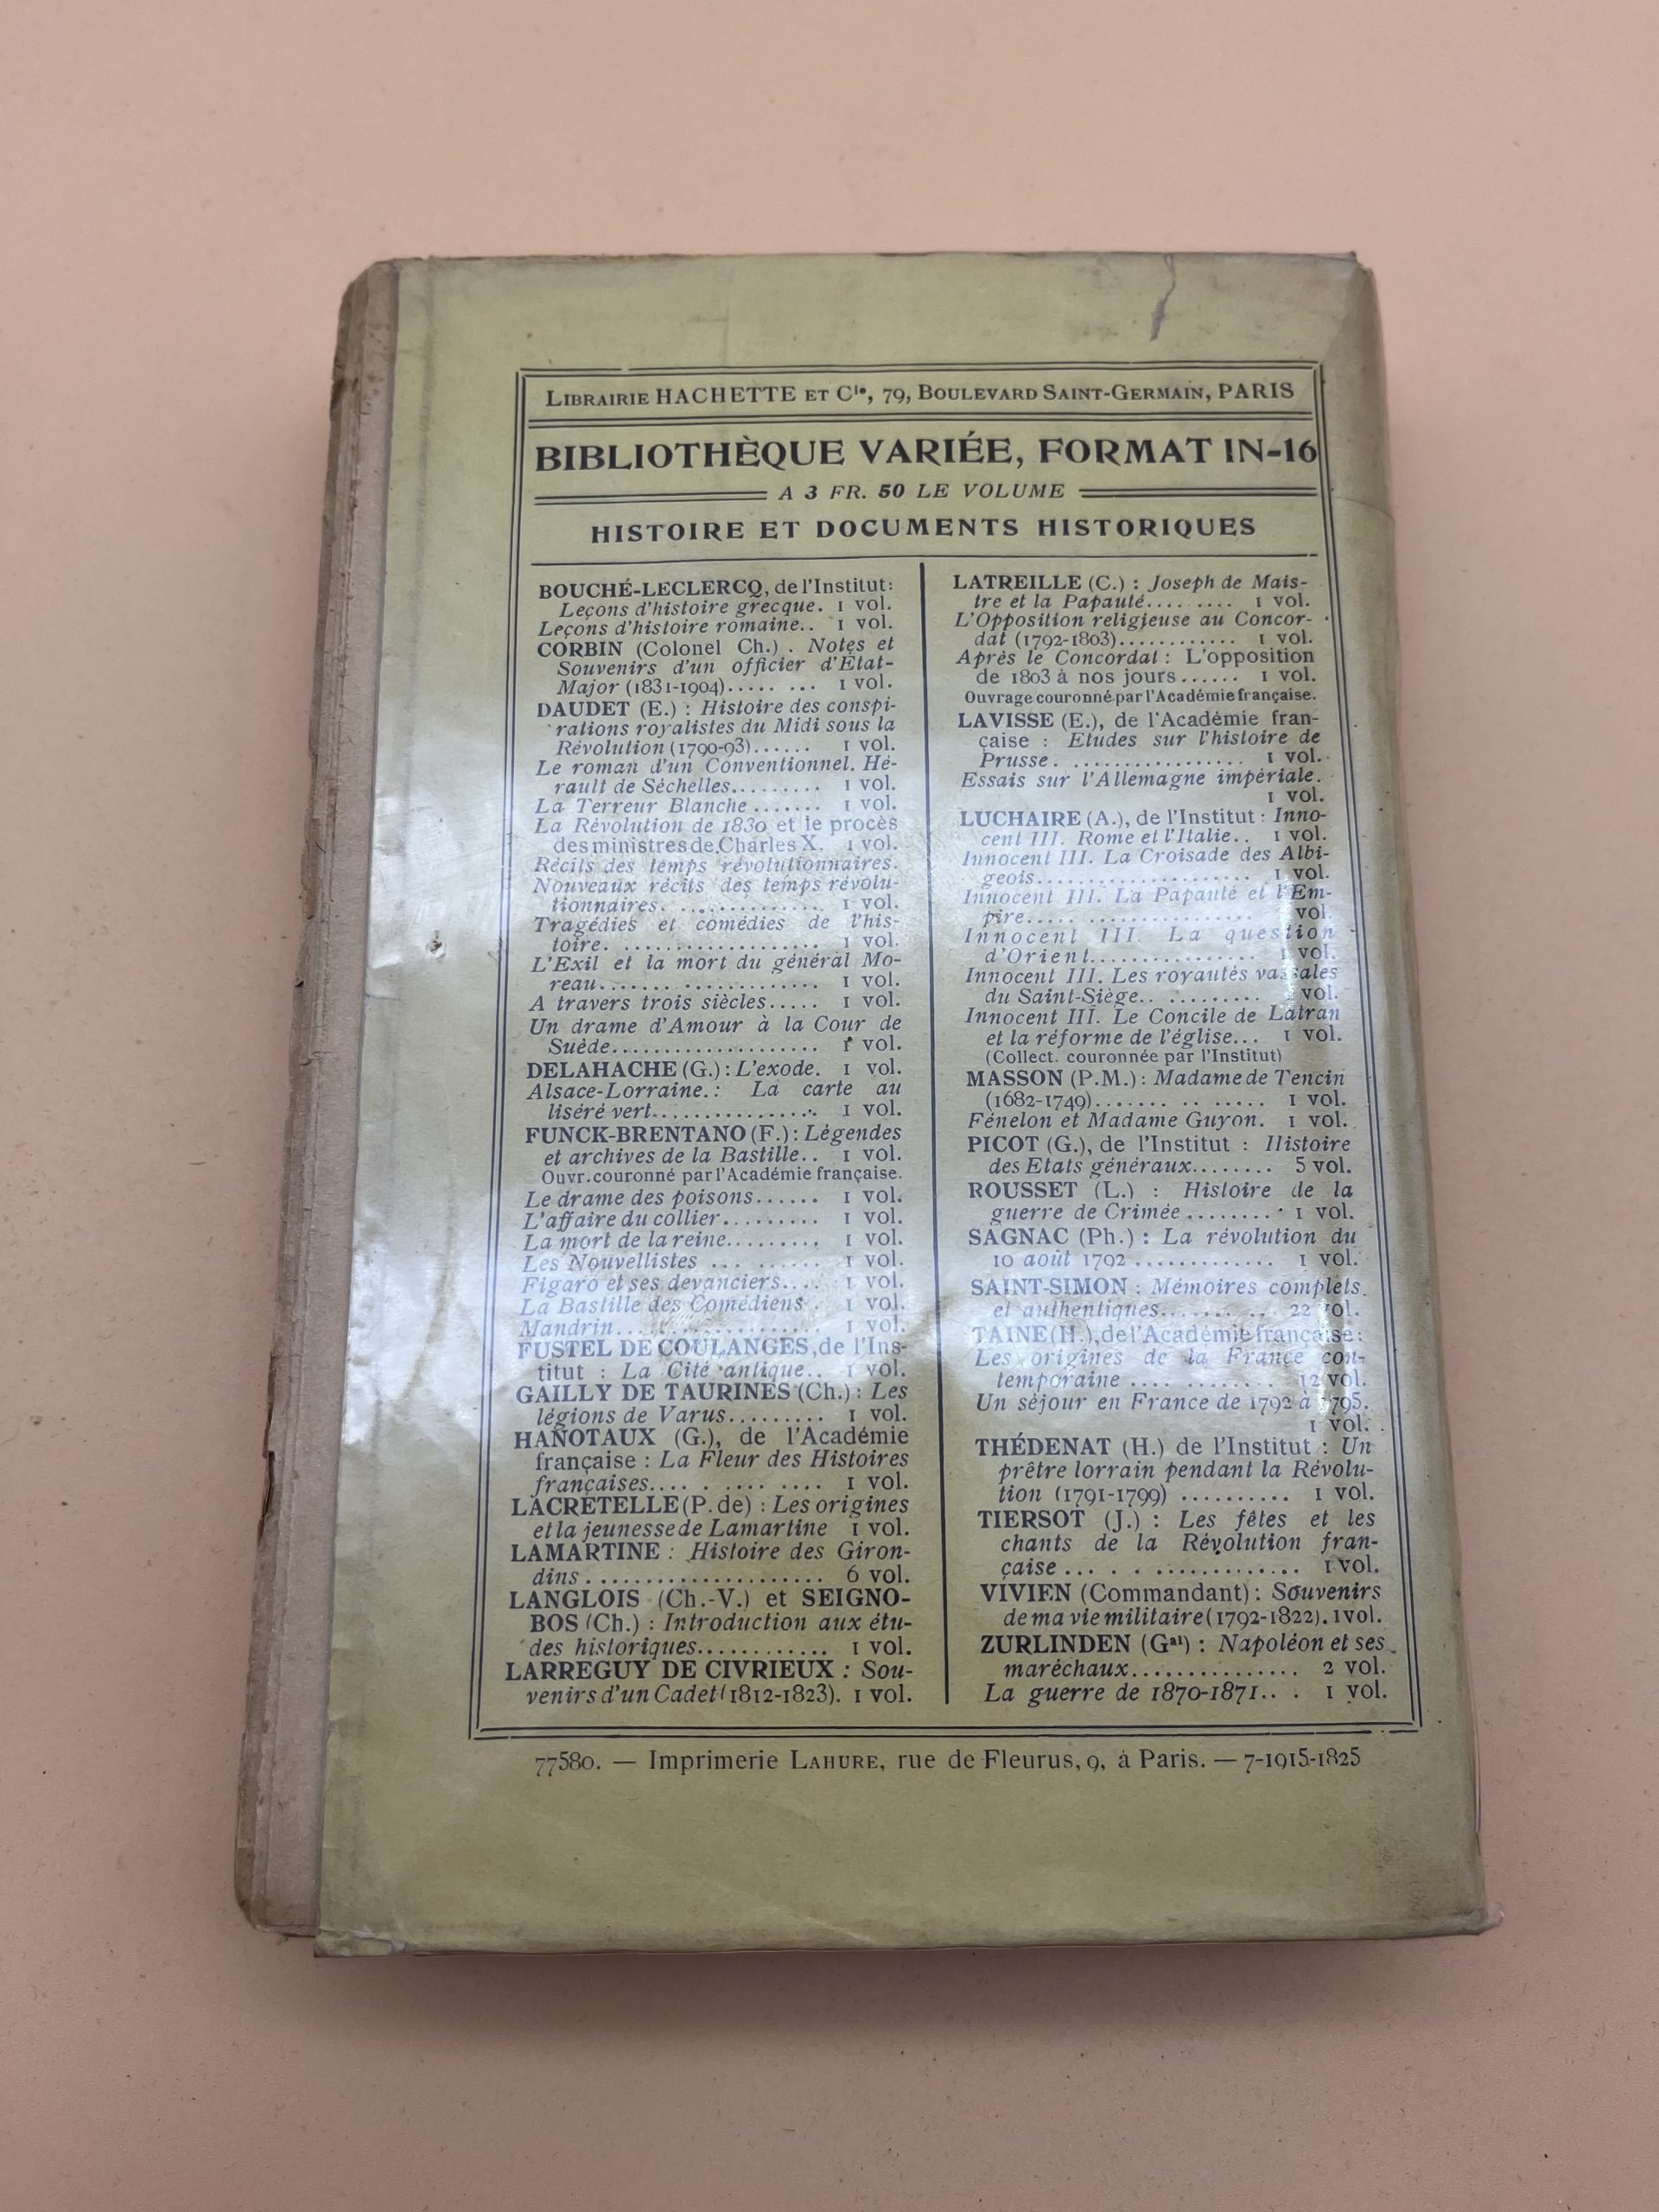 LIBRAIRIE HACHETTE ET Cie, 79, BOULEVARD SAINT-GERMAIN, PARIS
BIBLIOTHÈQUE VARIÉE, FORMAT IN-16
A 3 FR. 50 LE VOLUME
HISTOIRE ET DOCUMENTS HISTORIQUES
BOUCHÉ-LECLERCQ, de l'Institut:
Leçons d'histoire grecque. 1 vol.
Leçons d'histoire romaine.. 1 vol.
CORBIN (Colonel Ch.) . Notes et
Souvenirs d'un officier d'Etat-
Major (1831-1904)..... ... 1 vol.
DAUDET (E.) : Histoire des conspi-
rations royalistes du Midi sous la
Révolution (1790-93)...... 1 vol.
Le roman d'un Conventionnel. Hé-
rault de Séchelles......... 1 vol.
La Terreur Blanche ....... 1 vol.
La Révolution de 1830 et le procès
des ministres de Charles X. 1 vol.
Récits des temps révolutionnaires.
Nouveaux récits des temps révolu-
tionnaires. .............. 1 vol.
Tragédies et comédies de l'his-
toire. ................... 1 vol.
L'Exil et la mort du général Mo-
reau...................... 1 vol.
A travers trois siècles..... 1 vol.
Un drame d'Amour à la Cour de
Suède..................... 1 vol.
DELAHACHE (G.) : L'exode. 1 vol.
Alsace-Lorraine.: La carte au
liséré vert................ 1 vol.
FUNCK-BRENTANO (F.) : Légendes
et archives de la Bastille.. 1 vol.
Ouvr. couronné par l'Académie française.
Le drame des poisons...... 1 vol.
L'affaire du collier......... 1 vol.
La mort de la reine......... 1 vol.
Les Nouvellistes ... ....... 1 vol.
Figaro et ses devanciers.... 1 vol.
La Bastille des Comédiens . 1 vol.
Mandrin.................... 1 vol.
FUSTEL DE COULANGES, de l'Ins-
titut : La Cité antique.. 1 vol.
GAILLY DE TAURINES (Ch.) : Les
légions de Varus......... 1 vol.
HANOTAUX (G.), de l'Académie
française : La Fleur des Histoires
françaises.... . .... .... 1 vol.
LACRETELLE (P. de) : Les origines
et la jeunesse de Lamartine 1 vol.
LAMARTINE : Histoire des Giron-
dins ...................... 6 vol.
LANGLOIS (Ch.-V.) et SEIGNO-
BOS (Ch.) : Introduction aux étu-
des historiques............ 1 vol.
LARREGUY DE CIVRIEUX : Sou-
venirs d'un Cadet (1812-1823). 1 vol.
LATREILLE (C.) : Joseph de Mais-
tre et la Papauté......... 1 vol.
L'Opposition religieuse au Concor-
dat (1792-1803)............ 1 vol.
Après le Concordat : L'opposition
de 1803 à nos jours...... 1 vol.
Ouvrage couronné par l'Académie française.
LAVISSE (E.), de l'Académie fran-
çaise : Etudes sur l'histoire de
Prusse. ................. 1 vol.
Essais sur l'Allemagne impériale.
1 vol.
LUCHAIRE (A.), de l'Institut : Inno-
cent III. Rome et l'Italie.. 1 vol.
Innocent III. La Croisade des Albi-
geois...................... 1 vol.
Innocent III. La Papauté et l'Em-
pire..... ................ vol.
Innocent III. La question
d'Orient................. 1 vol.
Innocent III. Les royautés vassales
du Saint-Siège.. ......... vol.
Innocent III. Le Concile de Latran
et la réforme de l'église... 1 vol.
(Collect. couronnée par l'Institut)
MASSON (P.M.) : Madame de Tencin
(1682-1749)....... .. ..... 1 vol.
Fénelon et Madame Guyon. 1 vol.
PICOT (G.), de l'Institut : Histoire
des Etats généraux........ 5 vol.
ROUSSET (L.) : Histoire de la
guerre de Crimée ......... 1 vol.
SAGNAC (Ph.) : La révolution du
10 août 1792 ............. 1 vol.
SAINT-SIMON : Mémoires complets
et authentiques........ .. 22 vol.
TAINE (H.), de l'Académie française :
Les origines de la France con-
temporaine .... ........ 12 vol.
Un séjour en France de 1792 à 1795.
1 vol.
THÉDENAT (H.) de l'Institut : Un
prêtre lorrain pendant la Révolu-
tion (1791-1799) .......... 1 vol.
TIERSOT (J.) : Les fêtes et les
chants de la Révolution fran-
çaise ... . . ............. 1 vol.
VIVIEN (Commandant) : Souvenirs
de ma vie militaire (1792-1822). 1 vol.
ZURLINDEN (Gal) : Napoléon et ses
maréchaux............... 2 vol.
La guerre de 1870-1871.. . 1 vol.
77580. — Imprimerie LAHURE, rue de Fleurus, 9, à Paris. — 7-1915-1825